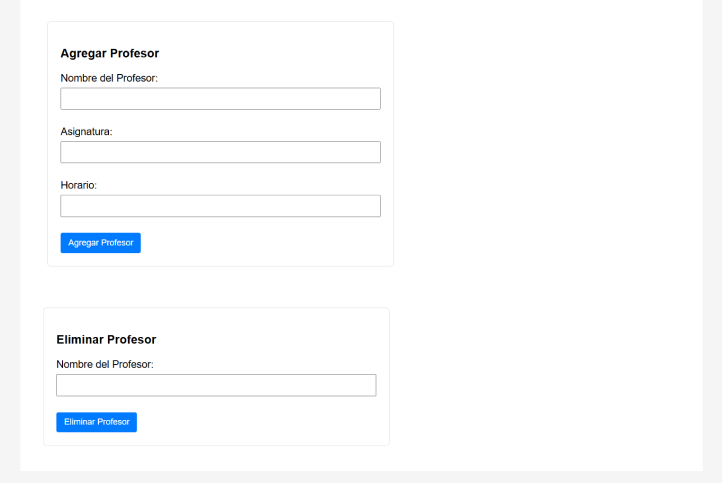 Agregar Profesor
Nombre del Profesor:
Asignatura:
Horario:
Agregar Profesor
Eliminar Profesor
Nombre del Profesor:
Eliminar Profesor